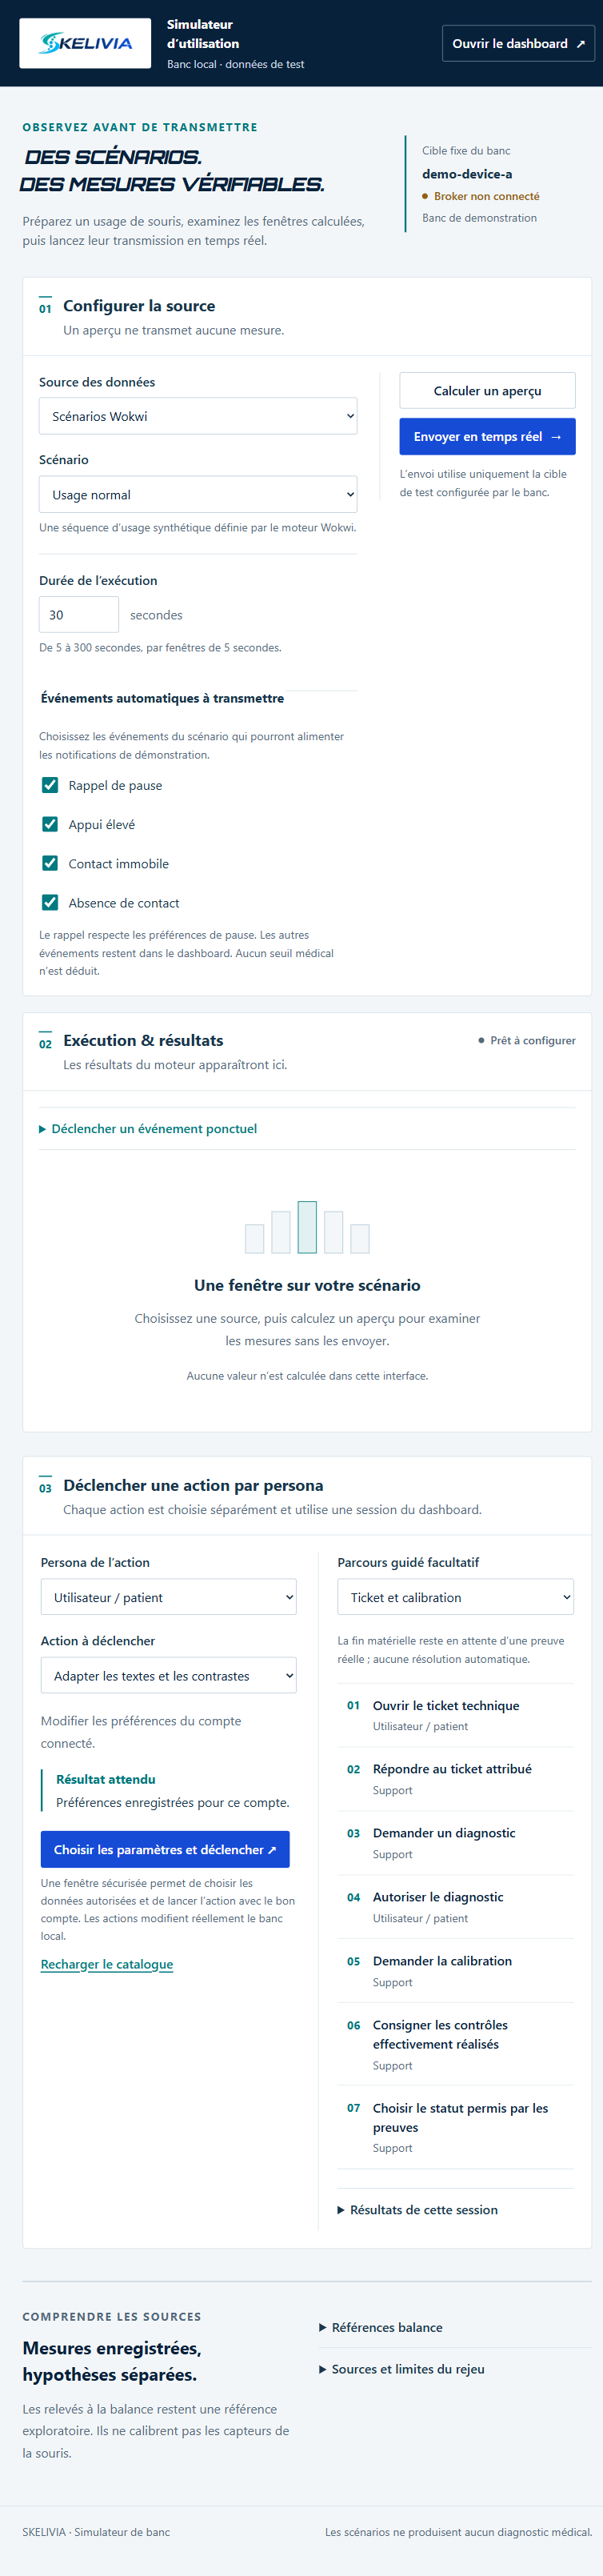 SKELIVIA
Simulateur
d'utilisation
Banc local · données de test
Ouvrir le dashboard ↗
OBSERVEZ AVANT DE TRANSMETTRE
DES SCÉNARIOS.
DES MESURES VÉRIFIABLES.
Préparez un usage de souris, examinez les fenêtres calculées,
puis lancez leur transmission en temps réel.
Cible fixe du banc
demo-device-a
Broker non connecté
Banc de demonstration
01
Configurer la source
Un aperçu ne transmet aucune mesure.
Source des données
Scénarios Wokwi
Scénario
Usage normal
Une séquence d'usage synthétique définie par le moteur Wokwi.
Durée de l'exécution
30
secondes
De 5 à 300 secondes, par fenêtres de 5 secondes.
Événements automatiques à transmettre
Choisissez les événements du scénario qui pourront alimenter
les notifications de démonstration.
Rappel de pause
Appui élevé
Contact immobile
Absence de contact
Le rappel respecte les préférences de pause. Les autres
événements restent dans le dashboard. Aucun seuil médical
n'est déduit.
Calculer un aperçu
Envoyer en temps réel →
L'envoi utilise uniquement la cible
de test configurée par le banc.
02
Exécution & résultats
Les résultats du moteur apparaîtront ici.
Prêt à configurer
Déclencher un événement ponctuel
Une fenêtre sur votre scénario
Choisissez une source, puis calculez un aperçu pour examiner
les mesures sans les envoyer.
Aucune valeur n'est calculée dans cette interface.
03
Déclencher une action par persona
Chaque action est choisie séparément et utilise une session du dashboard.
Persona de l'action
Utilisateur / patient
Action à déclencher
Adapter les textes et les contrastes
Modifier les préférences du compte
connecté.
Résultat attendu
Préférences enregistrées pour ce compte.
Choisir les paramètres et déclencher ↗
Une fenêtre sécurisée permet de choisir les
données autorisées et de lancer l'action avec le bon
compte. Les actions modifient réellement le banc
local.
Recharger le catalogue
Parcours guidé facultatif
Ticket et calibration
La fin matérielle reste en attente d'une preuve
réelle ; aucune résolution automatique.
01
Ouvrir le ticket technique
Utilisateur / patient
02
Répondre au ticket attribué
Support
03
Demander un diagnostic
Support
04
Autoriser le diagnostic
Utilisateur / patient
05
Demander la calibration
Support
06
Consigner les contrôles
effectivement réalisés
Support
07
Choisir le statut permis par les
preuves
Support
Résultats de cette session
COMPRENDRE LES SOURCES
Mesures enregistrées,
hypothèses séparées.
Les relevés à la balance restent une référence
exploratoire. Ils ne calibrent pas les capteurs de
la souris.
Références balance
Sources et limites du rejeu
SKELIVIA · Simulateur de banc
Les scénarios ne produisent aucun diagnostic médical.